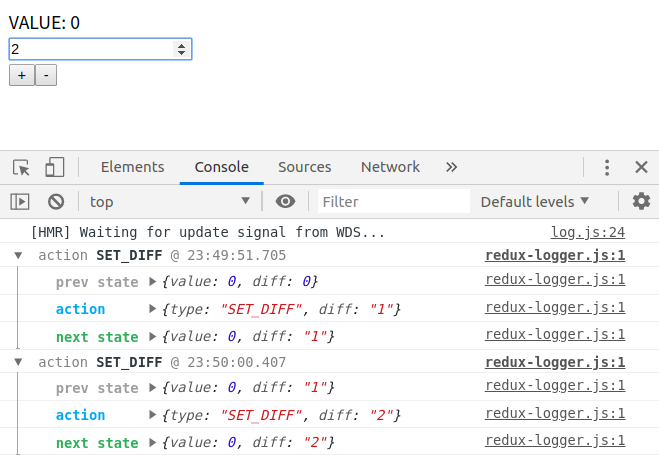 VALUE: 0
2
+ -
Elements Console Sources Network »
top Filter Default levels
[HMR] Waiting for update signal from WDS... log.js:24
action SET_DIFF @ 23:49:51.705 redux-logger.js:1
prev state {value: 0, diff: 0} redux-logger.js:1
action {type: "SET_DIFF", diff: "1"} redux-logger.js:1
next state {value: 0, diff: "1"} redux-logger.js:1
action SET_DIFF @ 23:50:00.407 redux-logger.js:1
prev state {value: 0, diff: "1"} redux-logger.js:1
action {type: "SET_DIFF", diff: "2"} redux-logger.js:1
next state {value: 0, diff: "2"} redux-logger.js:1